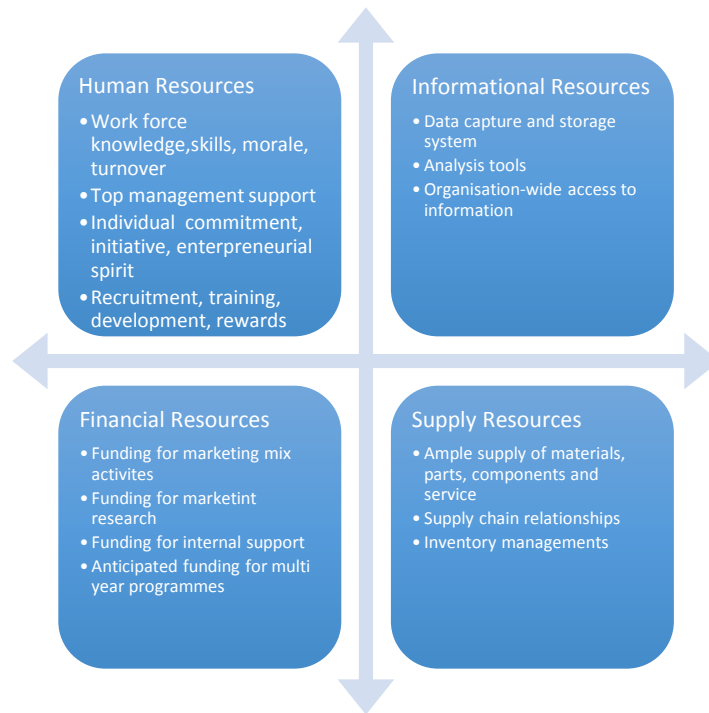 Human Resources
•Work force
knowledge,skills, morale,
turnover
•Top management support
•Individual commitment,
initiative, enterpreneurial
spirit
•Recruitment, training,
development, rewards
Informational Resources
•Data capture and storage
system
•Analysis tools
•Organisation-wide access to
information
Financial Resources
•Funding for marketing mix
activites
•Funding for marketint
research
•Funding for internal support
•Anticipated funding for multi
year programmes
Supply Resources
•Ample supply of materials,
parts, components and
service
•Supply chain relationships
•Inventory managements